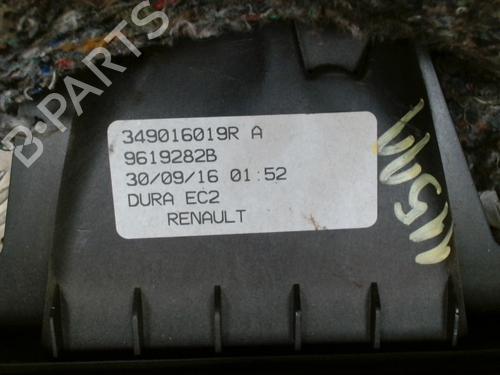 B-PARTS
349016019R A
9619282B
30/09/16 01:52
DURA EC2
RENAULT